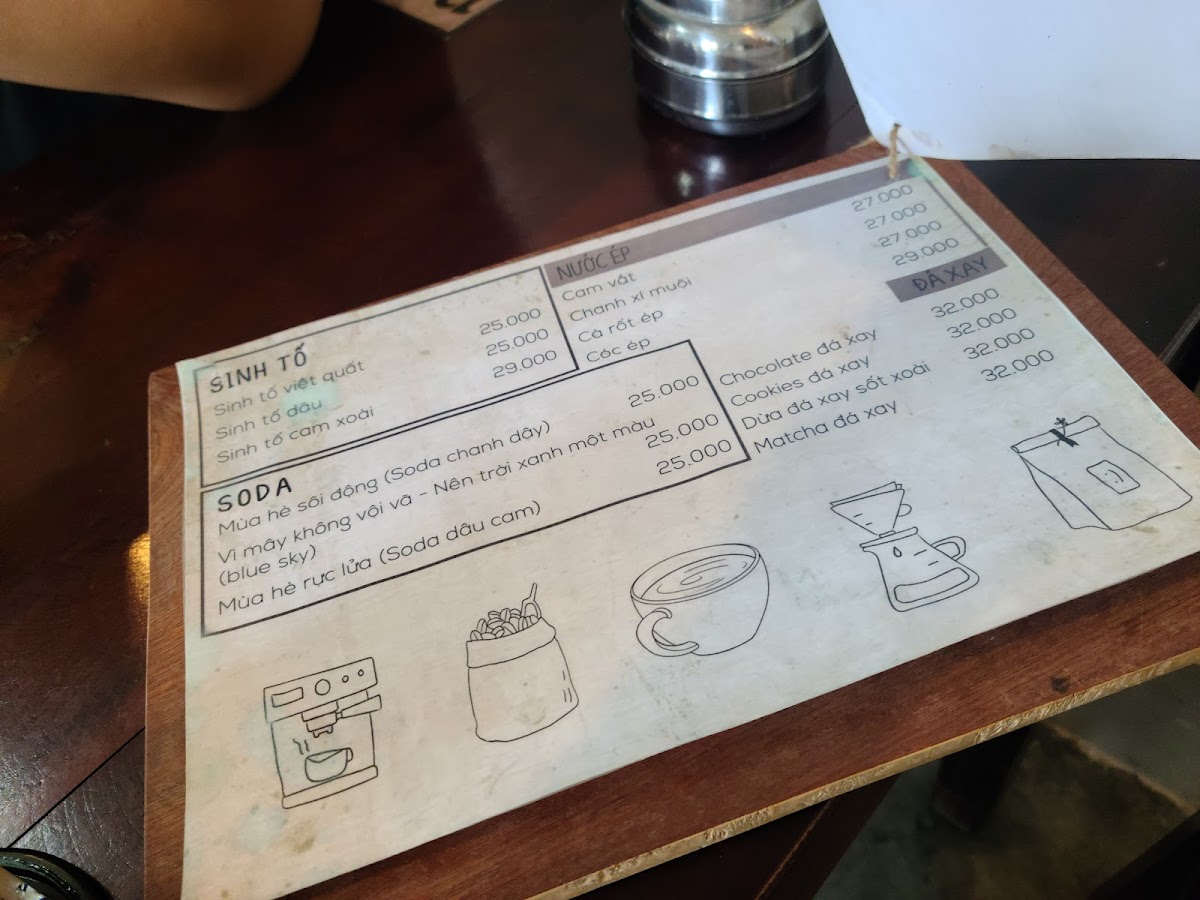 SINH TỐ
Sinh tố việt quất 25.000
Sinh tố dâu 25.000
Sinh tố cam xoài 29.000
SODA
Mùa hè sôi động (Soda chanh dây) 25.000
Vì mây không vội vã - Nên trời xanh một màu 25.000
(blue sky)
Mùa hè rực lửa (Soda dâu cam) 25.000
NƯỚC ÉP
Cam vắt 27.000
Chanh xí muội 27.000
Cà rốt ép 27.000
Cóc ép 29.000
ĐÁ XAY
Chocolate đá xay 32.000
Cookies đá xay 32.000
Dừa đá xay sốt xoài 32.000
Matcha đá xay 32.000